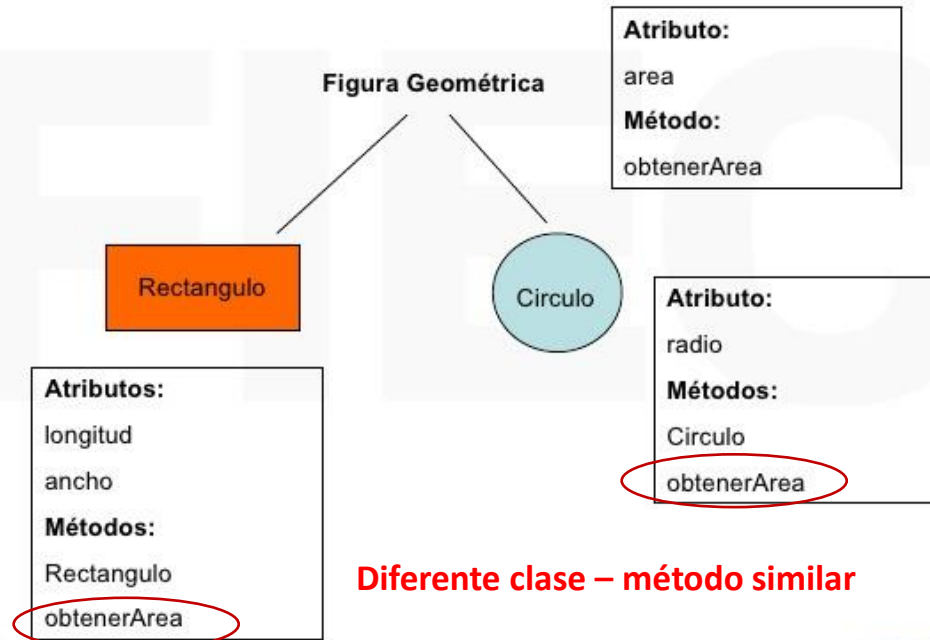 Figura Geométrica
Atributo:
area
Método:
obtenerArea
Rectangulo
Circulo
Atributos:
longitud
ancho
Métodos:
Rectangulo
obtenerArea
Atributo:
radio
Métodos:
Circulo
obtenerArea
Diferente clase – método similar